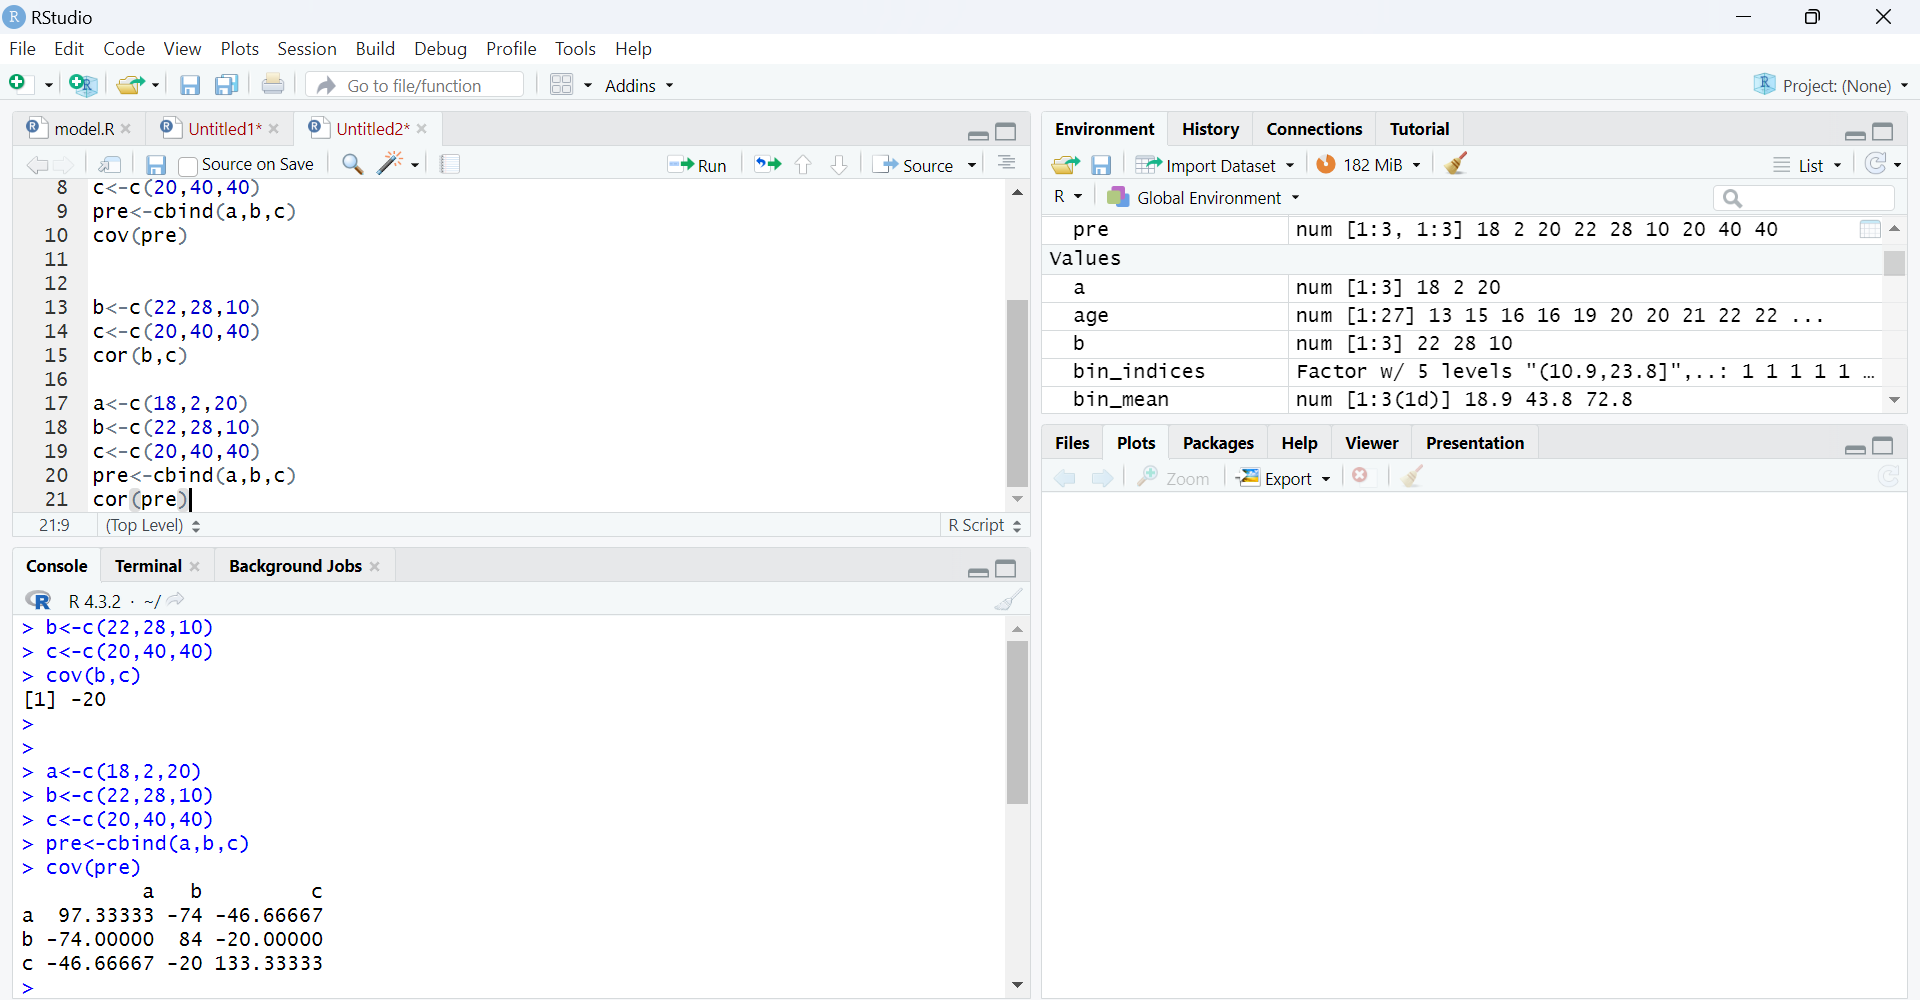 RStudio
File Edit Code View Plots Session Build Debug Profile Tools Help
Go to file/function Addins Project: (None)
model.R Untitled1* Untitled2*
Source on Save Run Source
8 c<-c(20,40,40)
9 pre<-cbind(a,b,c)
10 cov(pre)
11
12
13 b<-c(22,28,10)
14 c<-c(20,40,40)
15 cor(b,c)
16
17 a<-c(18,2,20)
18 b<-c(22,28,10)
19 c<-c(20,40,40)
20 pre<-cbind(a,b,c)
21 cor(pre)
21:9 (Top Level) R Script
Console Terminal Background Jobs
R 4.3.2 · ~/
> b<-c(22,28,10)
> c<-c(20,40,40)
> cov(b,c)
[1] -20
>
>
> a<-c(18,2,20)
> b<-c(22,28,10)
> c<-c(20,40,40)
> pre<-cbind(a,b,c)
> cov(pre)
a b c
a 97.33333 -74 -46.66667
b -74.00000 84 -20.00000
c -46.66667 -20 133.33333
>
Environment History Connections Tutorial
Import Dataset 182 MiB List
R Global Environment
pre num [1:3, 1:3] 18 2 20 22 28 10 20 40 40
Values
a num [1:3] 18 2 20
age num [1:27] 13 15 16 16 19 20 20 21 22 22 ...
b num [1:3] 22 28 10
bin_indices Factor w/ 5 levels "(10.9,23.8]",..: 1 1 1 1 1 …
bin_mean num [1:3(1d)] 18.9 43.8 72.8
Files Plots Packages Help Viewer Presentation
Zoom Export